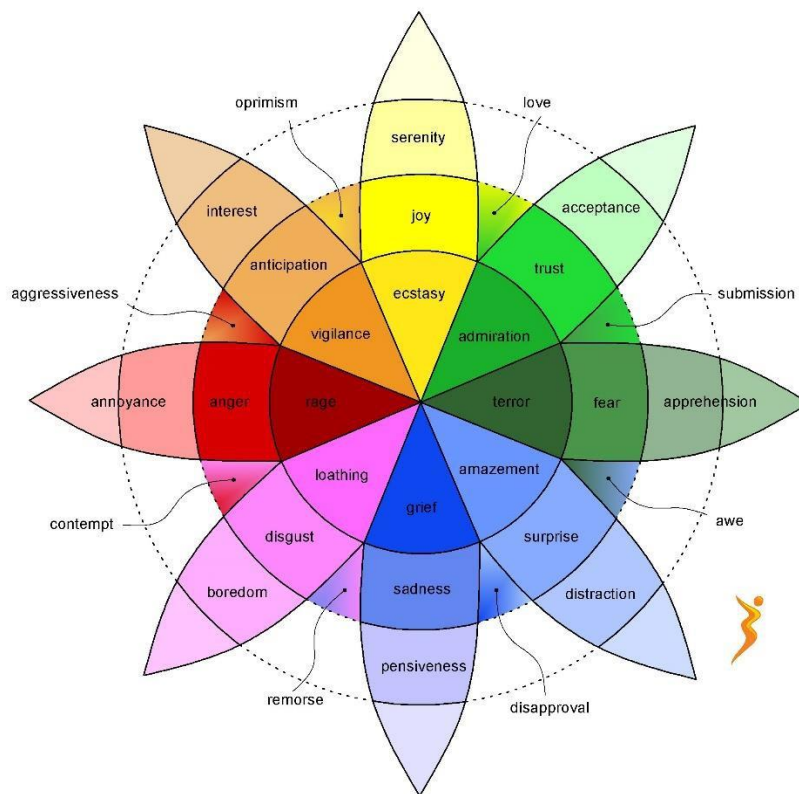 oprimism
love
serenity
interest
acceptance
joy
anticipation
trust
aggressiveness
ecstasy
submission
vigilance
admiration
annoyance
anger
rage
terror
fear
apprehension
loathing
amazement
contempt
grief
awe
disgust
surprise
boredom
sadness
distraction
pensiveness
remorse
disapproval